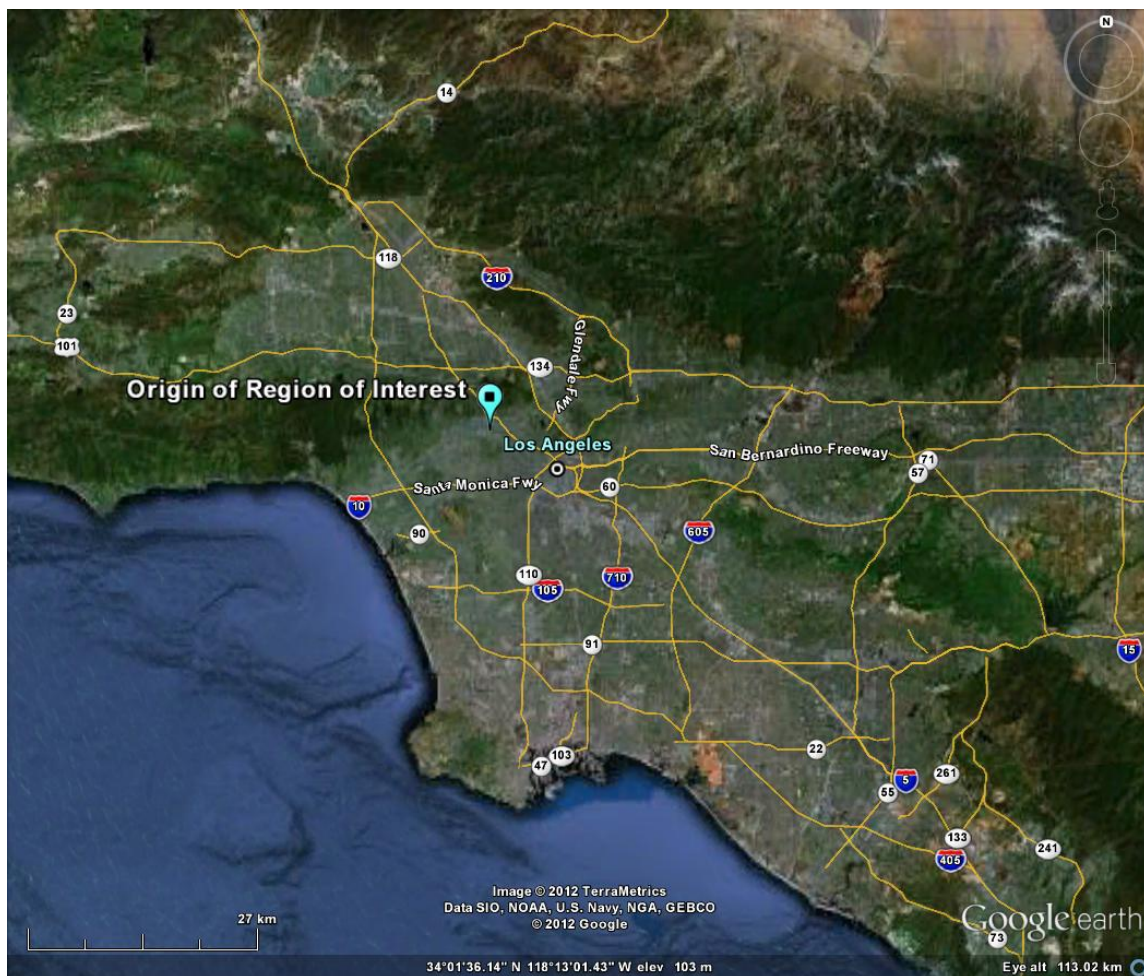 N
14
118
210
23
101
Glendale Fwy
134
Origin of Region of Interest
Los Angeles
San Bernardino Freeway
71
57
Santa Monica Fwy
60
10
90
605
110
105
710
91
15
22
47
103
5
261
55
133
405
241
73
Image © 2012 TerraMetrics
Data SIO, NOAA, U.S. Navy, NGA, GEBCO
© 2012 Google
27 km
Google earth
34°01'36.14" N 118°13'01.43" W elev 103 m
Eye alt 113.02 km